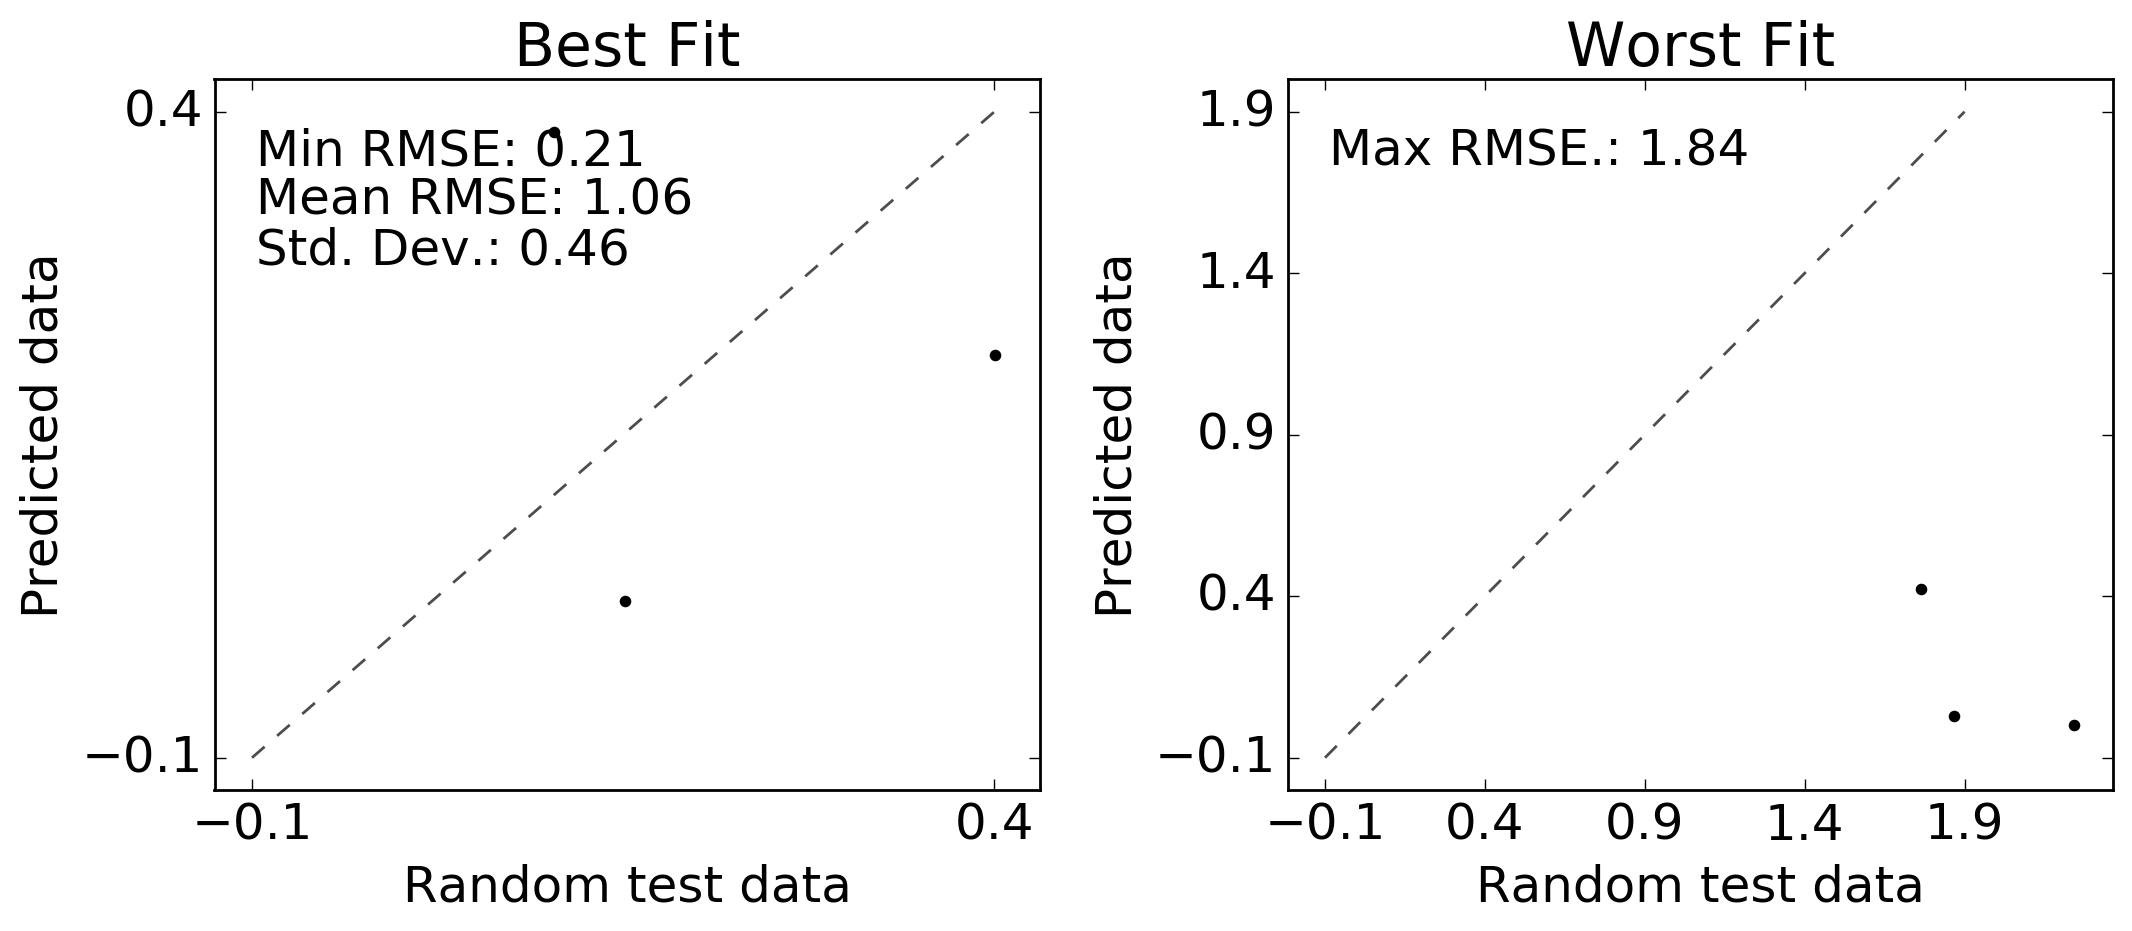 Best Fit
0.4
−0.1
Min RMSE: 0.21
Mean RMSE: 1.06
Std. Dev.: 0.46
Predicted data
−0.1 0.4
Random test data
Worst Fit
1.9
1.4
0.9
0.4
−0.1
Max RMSE.: 1.84
Predicted data
−0.1 0.4 0.9 1.4 1.9
Random test data